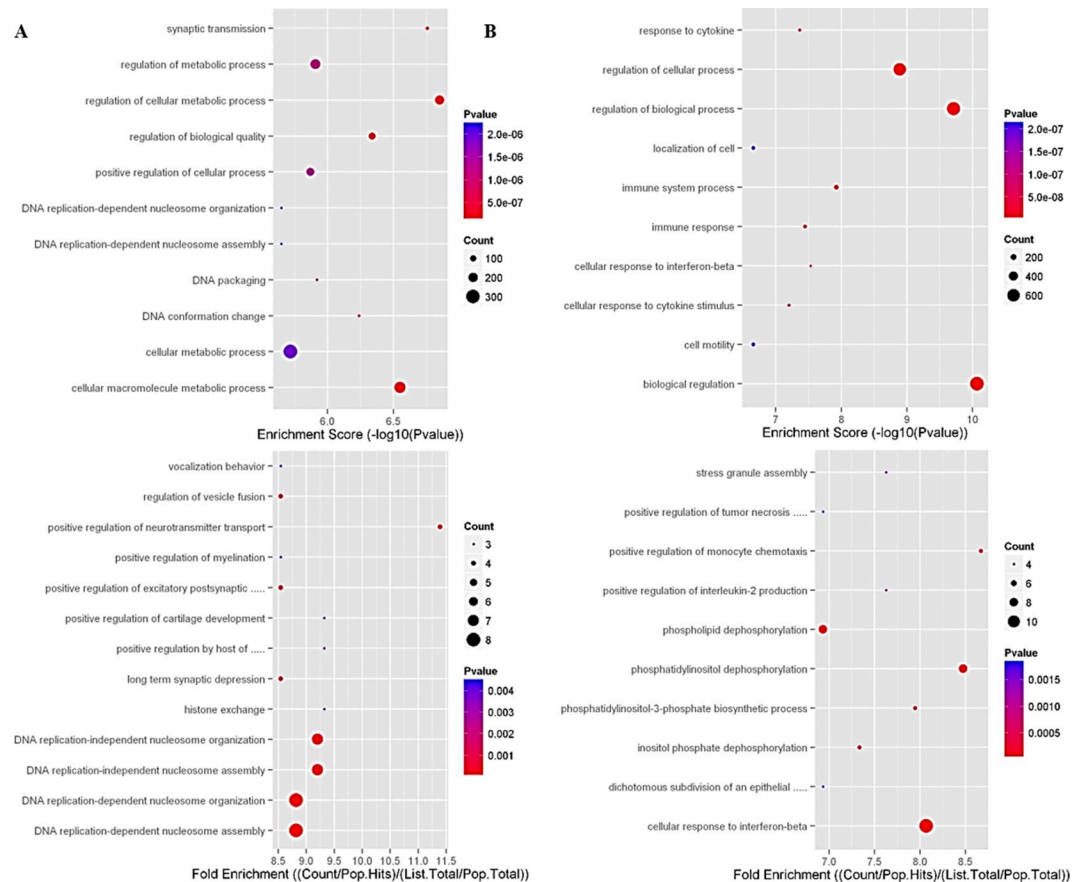 A
synaptic transmission
regulation of metabolic process
regulation of cellular metabolic process
regulation of biological quality
positive regulation of cellular process
DNA replication-dependent nucleosome organization
DNA replication-dependent nucleosome assembly
DNA packaging
DNA conformation change
cellular metabolic process
cellular macromolecule metabolic process
6.0 6.5
Enrichment Score (-log10(Pvalue))
Pvalue
2.0e-06
1.5e-06
1.0e-06
5.0e-07
Count
100
200
300
B
response to cytokine
regulation of cellular process
regulation of biological process
localization of cell
immune system process
immune response
cellular response to interferon-beta
cellular response to cytokine stimulus
cell motility
biological regulation
7 8 9 10
Enrichment Score (-log10(Pvalue))
Pvalue
2.0e-07
1.5e-07
1.0e-07
5.0e-08
Count
200
400
600
vocalization behavior
regulation of vesicle fusion
positive regulation of neurotransmitter transport
positive regulation of myelination
positive regulation of excitatory postsynaptic .....
positive regulation of cartilage development
positive regulation by host of .....
long term synaptic depression
histone exchange
DNA replication-independent nucleosome organization
DNA replication-independent nucleosome assembly
DNA replication-dependent nucleosome organization
DNA replication-dependent nucleosome assembly
8.5 9.0 9.5 10.0 10.5 11.0 11.5
Fold Enrichment ((Count/Pop.Hits)/(List.Total/Pop.Total))
Count
3
4
5
6
7
8
Pvalue
0.004
0.003
0.002
0.001
stress granule assembly
positive regulation of tumor necrosis .....
positive regulation of monocyte chemotaxis
positive regulation of interleukin-2 production
phospholipid dephosphorylation
phosphatidylinositol dephosphorylation
phosphatidylinositol-3-phosphate biosynthetic process
inositol phosphate dephosphorylation
dichotomous subdivision of an epithelial .....
cellular response to interferon-beta
7.0 7.5 8.0 8.5
Fold Enrichment ((Count/Pop.Hits)/(List.Total/Pop.Total))
Count
4
6
8
10
Pvalue
0.0015
0.0010
0.0005